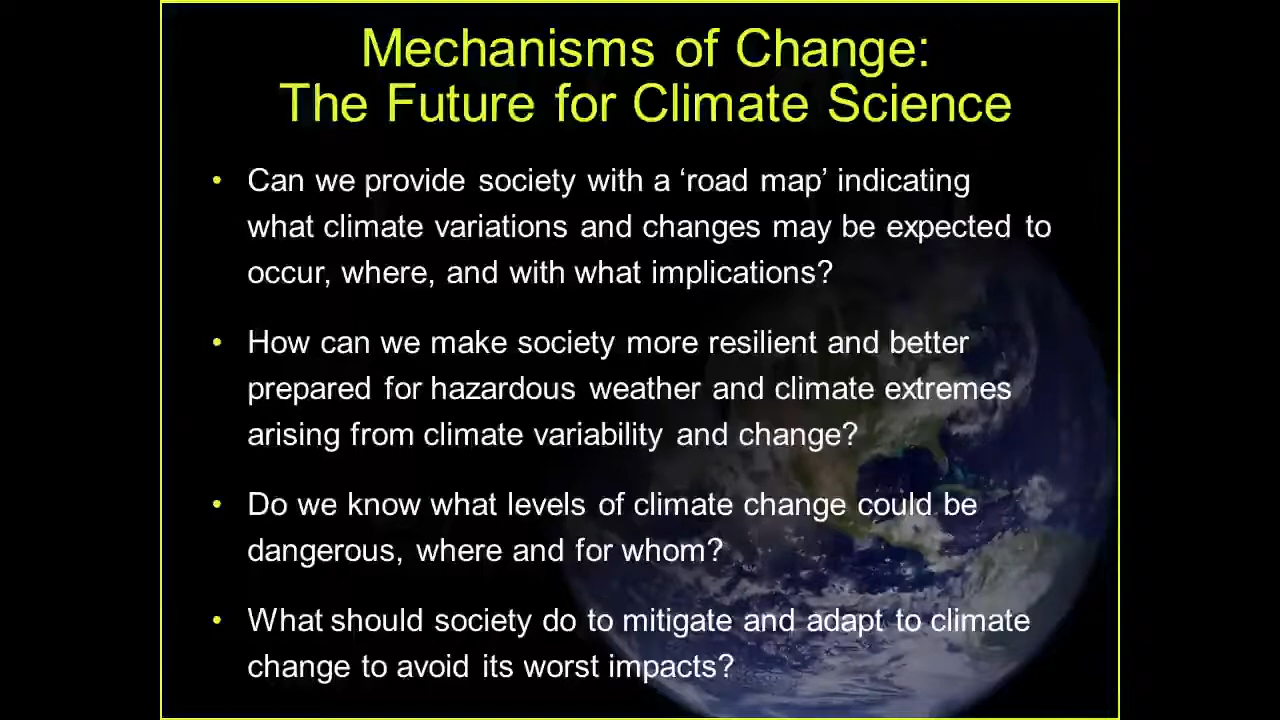 Mechanisms of Change:
The Future for Climate Science
• Can we provide society with a ‘road map’ indicating
what climate variations and changes may be expected to
occur, where, and with what implications?
• How can we make society more resilient and better
prepared for hazardous weather and climate extremes
arising from climate variability and change?
• Do we know what levels of climate change could be
dangerous, where and for whom?
• What should society do to mitigate and adapt to climate
change to avoid its worst impacts?